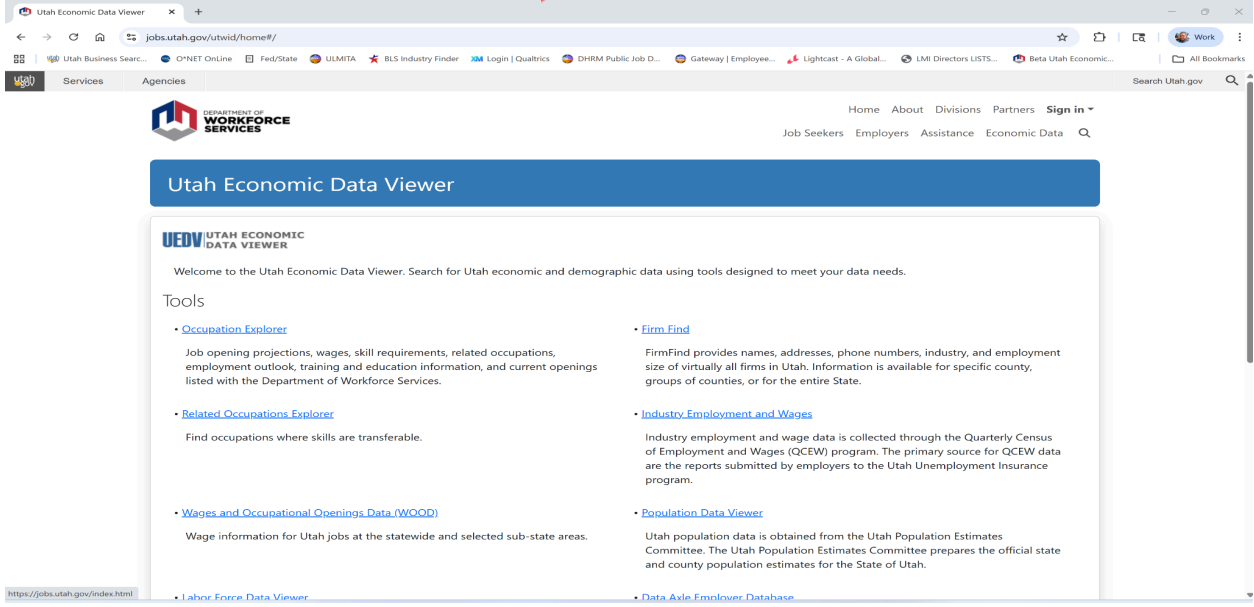 Utah Economic Data Viewer
jobs.utah.gov/utwid/home#/
Work
Utah Business Searc...
O*NET OnLine
Fed/State
ULMITA
BLS Industry Finder
XM Login | Qualtrics
DHRM Public Job D...
Gateway | Employee...
Lightcast - A Global...
LMI Directors LISTS...
Beta Utah Economic...
All Bookmarks
utah gov
Services
Agencies
Search Utah.gov
DEPARTMENT OF
WORKFORCE
SERVICES
Home About Divisions Partners Sign in
Job Seekers Employers Assistance Economic Data
Utah Economic Data Viewer
UEDV UTAH ECONOMIC
DATA VIEWER
Welcome to the Utah Economic Data Viewer. Search for Utah economic and demographic data using tools designed to meet your data needs.
Tools
• Occupation Explorer
Job opening projections, wages, skill requirements, related occupations,
employment outlook, training and education information, and current openings
listed with the Department of Workforce Services.
• Firm Find
FirmFind provides names, addresses, phone numbers, industry, and employment
size of virtually all firms in Utah. Information is available for specific county,
groups of counties, or for the entire State.
• Related Occupations Explorer
Find occupations where skills are transferable.
• Industry Employment and Wages
Industry employment and wage data is collected through the Quarterly Census
of Employment and Wages (QCEW) program. The primary source for QCEW data
are the reports submitted by employers to the Utah Unemployment Insurance
program.
• Wages and Occupational Openings Data (WOOD)
Wage information for Utah jobs at the statewide and selected sub-state areas.
• Population Data Viewer
Utah population data is obtained from the Utah Population Estimates
Committee. The Utah Population Estimates Committee prepares the official state
and county population estimates for the State of Utah.
• Labor Force Data Viewer
• Data Axle Employer Database
https://jobs.utah.gov/index.html